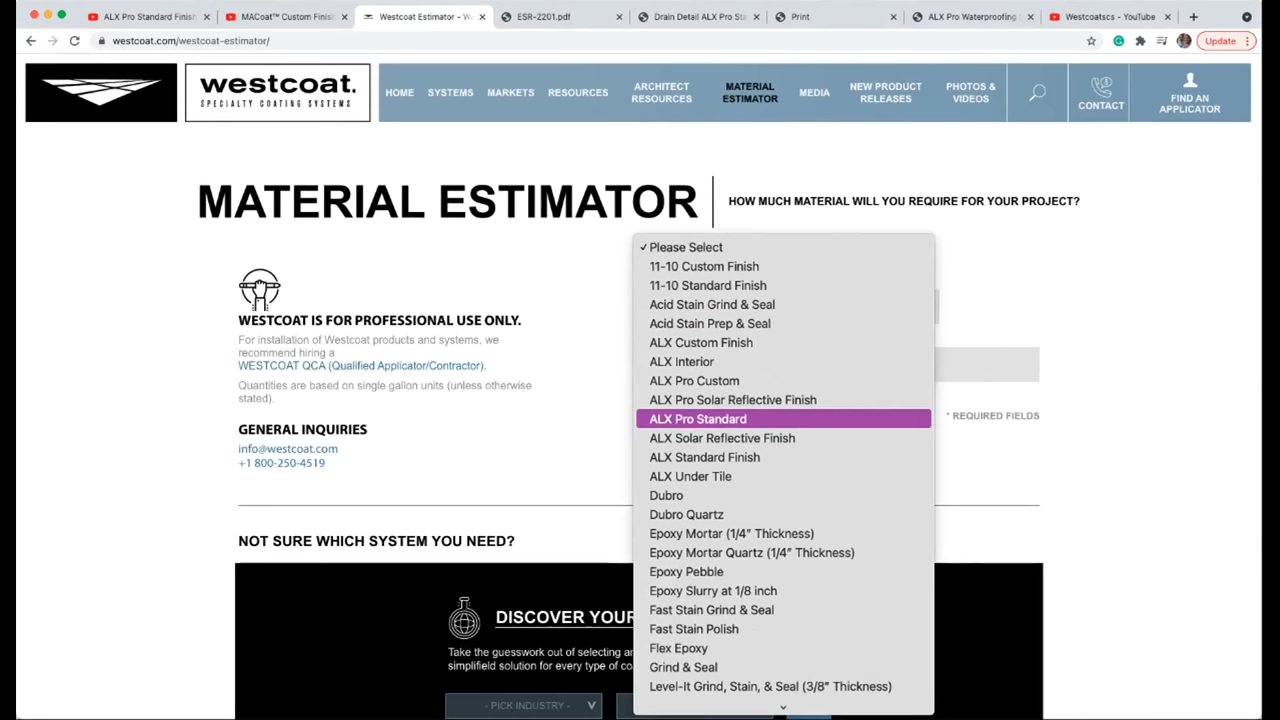 ALX Pro Standard Finish
MACoat™ Custom Finish
Westcoat Estimator - W
ESR-2201.pdf
Drain Detail ALX Pro Sta
Print
ALX Pro Waterproofing
Westcoatscs - YouTube
westcoat.com/westcoat-estimator/
Update
westcoat.
SPECIALTY COATING SYSTEMS
HOME
SYSTEMS
MARKETS
RESOURCES
ARCHITECT
RESOURCES
MATERIAL
ESTIMATOR
MEDIA
NEW PRODUCT
RELEASES
PHOTOS &
VIDEOS
CONTACT
FIND AN
APPLICATOR
MATERIAL ESTIMATOR
HOW MUCH MATERIAL WILL YOU REQUIRE FOR YOUR PROJECT?
WESTCOAT IS FOR PROFESSIONAL USE ONLY.
For installation of Westcoat products and systems, we
recommend hiring a
WESTCOAT QCA (Qualified Applicator/Contractor).
Quantities are based on single gallon units (unless otherwise
stated).
GENERAL INQUIRIES
info@westcoat.com
+1 800-250-4519
✓ Please Select
11-10 Custom Finish
11-10 Standard Finish
Acid Stain Grind & Seal
Acid Stain Prep & Seal
ALX Custom Finish
ALX Interior
ALX Pro Custom
ALX Pro Solar Reflective Finish
ALX Pro Standard
ALX Solar Reflective Finish
ALX Standard Finish
ALX Under Tile
Dubro
Dubro Quartz
Epoxy Mortar (1/4” Thickness)
Epoxy Mortar Quartz (1/4” Thickness)
Epoxy Pebble
Epoxy Slurry at 1/8 inch
Fast Stain Grind & Seal
Fast Stain Polish
Flex Epoxy
Grind & Seal
Level-It Grind, Stain, & Seal (3/8” Thickness)
* REQUIRED FIELDS
NOT SURE WHICH SYSTEM YOU NEED?
DISCOVER YOUR
Take the guesswork out of selecting an
simplifield solution for every type of co
- PICK INDUSTRY -